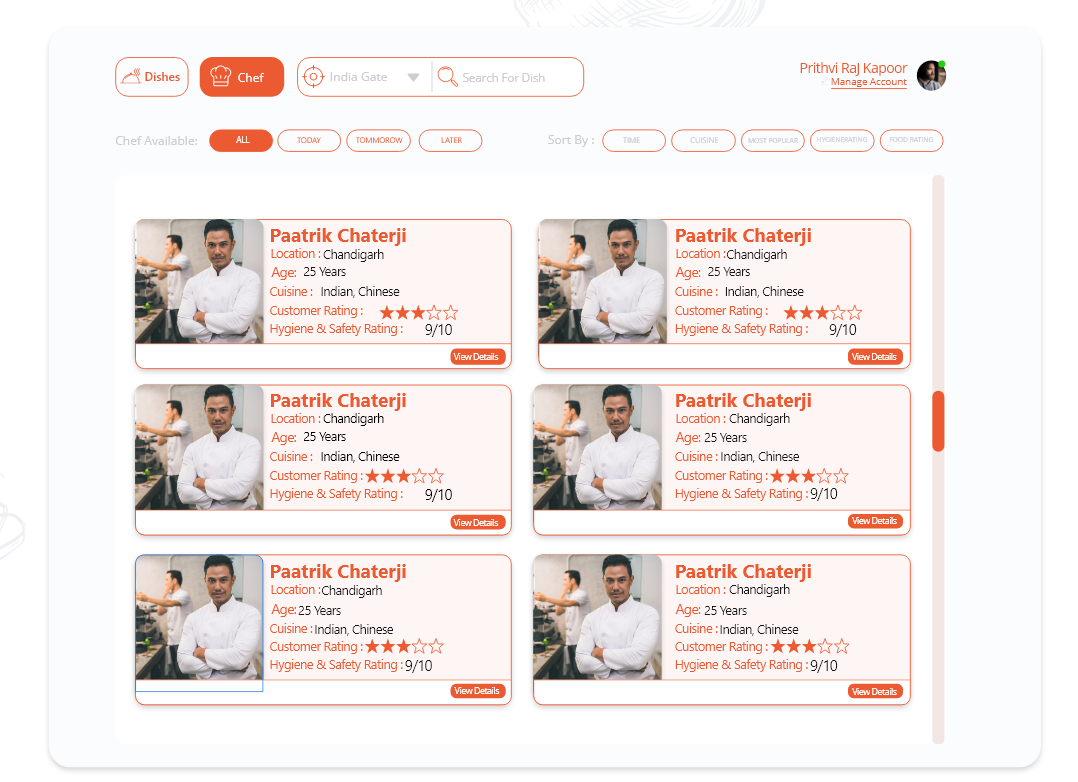 Dishes
Chef
India Gate
Search For Dish
Prithvi RaJ Kapoor
Manage Account
Chef Available:
ALL
TODAY
TOMMOROW
LATER
Sort By :
TIME
CUISINE
MOST POPULAR
HYGIENERATING
FOOD RATING
Paatrik Chaterji
Location : Chandigarh
Age: 25 Years
Cuisine : Indian, Chinese
Customer Rating :
Hygiene & Safety Rating : 9/10
View Details
Paatrik Chaterji
Location : Chandigarh
Age: 25 Years
Cuisine : Indian, Chinese
Customer Rating :
Hygiene & Safety Rating : 9/10
View Details
Paatrik Chaterji
Location : Chandigarh
Age: 25 Years
Cuisine : Indian, Chinese
Customer Rating :
Hygiene & Safety Rating : 9/10
View Details
Paatrik Chaterji
Location : Chandigarh
Age: 25 Years
Cuisine : Indian, Chinese
Customer Rating :
Hygiene & Safety Rating : 9/10
View Details
Paatrik Chaterji
Location : Chandigarh
Age: 25 Years
Cuisine : Indian, Chinese
Customer Rating :
Hygiene & Safety Rating : 9/10
View Details
Paatrik Chaterji
Location : Chandigarh
Age: 25 Years
Cuisine : Indian, Chinese
Customer Rating :
Hygiene & Safety Rating : 9/10
View Details